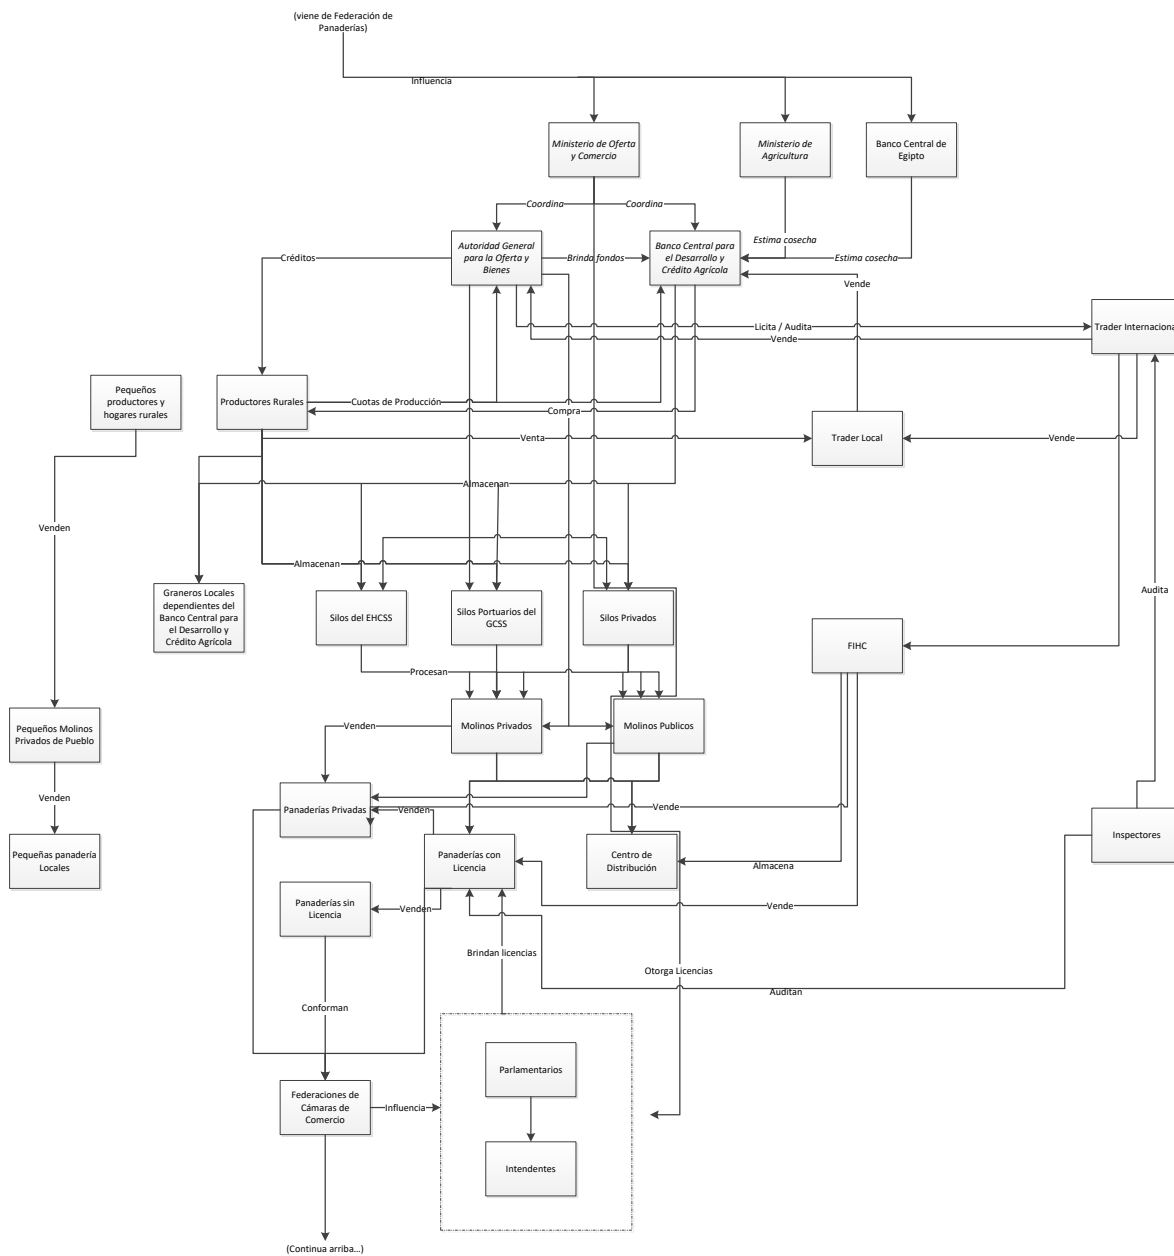 (viene de Federación de
Panaderías)
Influencia
Ministerio de Oferta
y Comercio
Ministerio de
Agricultura
Banco Central de
Egipto
Coordina
Coordina
Autoridad General
para la Oferta y
Bienes
Banco Central para
el Desarrollo y
Crédito Agrícola
Estima cosecha
Créditos
Brinda fondos
Estima cosecha
Vende
Licita / Audita
Trader Internaciona
Vende
Pequeños
productores y
hogares rurales
Productores Rurales
Cuotas de Producción
Compra
Venta
Trader Local
Vende
Almacenan
Venden
Almacenan
Graneros Locales
dependientes del
Banco Central para
el Desarrollo y
Crédito Agrícola
Silos del EHCSS
Silos Portuarios del
GCSS
Silos Privados
Audita
FIHC
Procesan
Pequeños Molinos
Privados de Pueblo
Venden
Molinos Privados
Molinos Publicos
Venden
Panaderías Privadas
Venden
Vende
Pequeñas panadería
Locales
Panaderías con
Licencia
Centro de
Distribución
Almacena
Inspectores
Panaderías sin
Licencia
Venden
Vende
Brindan licencias
Otorga Licencias
Auditan
Conforman
Parlamentarios
Federaciones de
Cámaras de
Comercio
Influencia
Intendentes
(Continua arriba...)